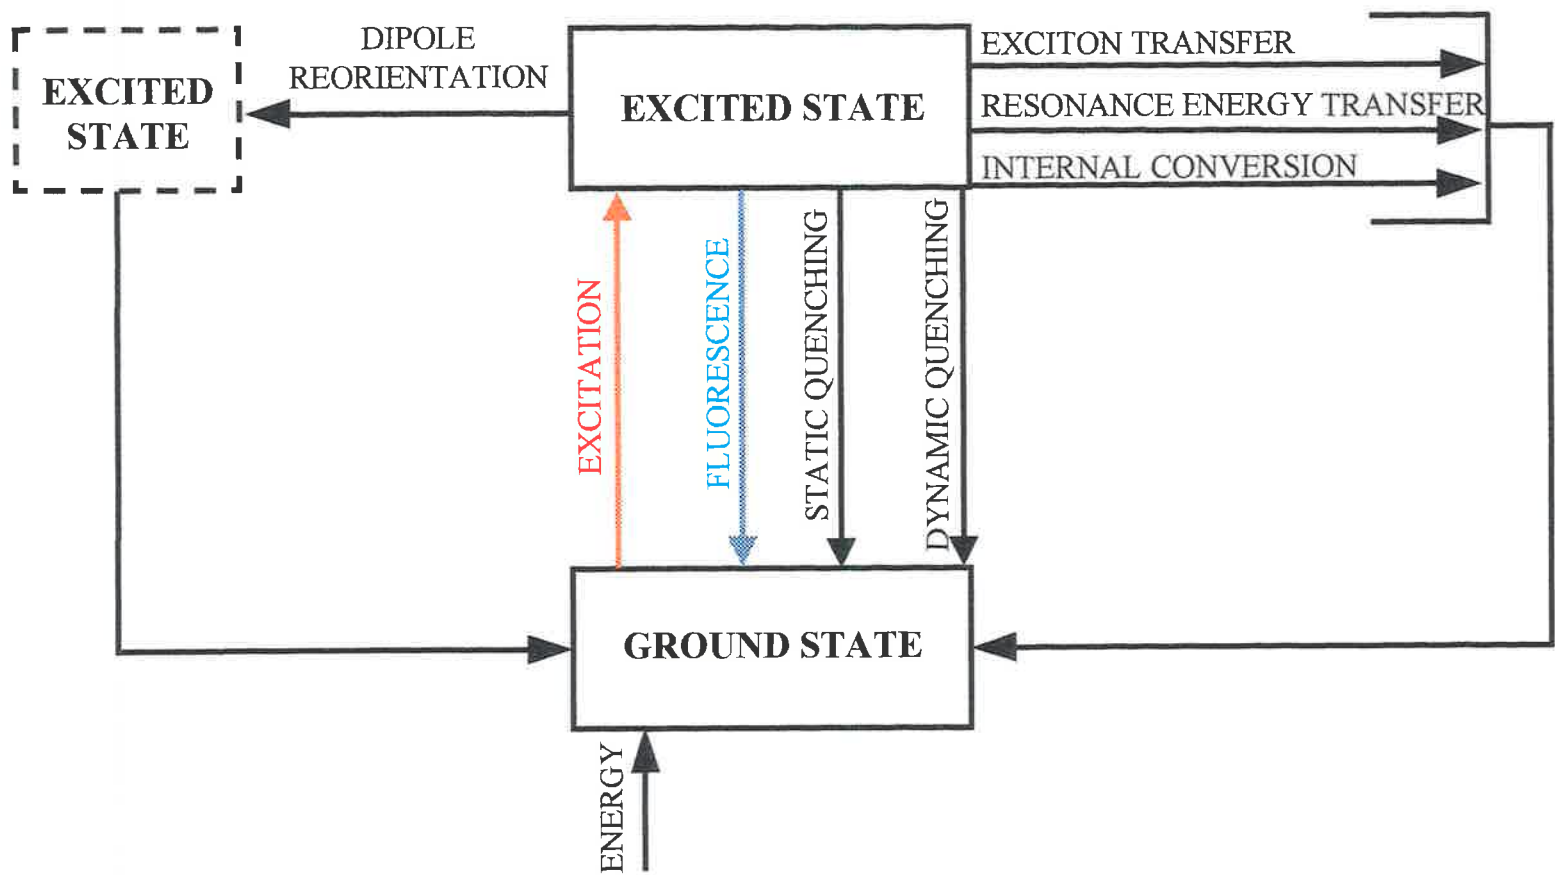 DIPOLE
REORIENTATION
EXCITED
STATE
EXCITED STATE
EXCITON TRANSFER
RESONANCE ENERGY TRANSFER
INTERNAL CONVERSION
EXCITATION
FLUORESCENCE
STATIC QUENCHING
DYNAMIC QUENCHING
GROUND STATE
ENERGY